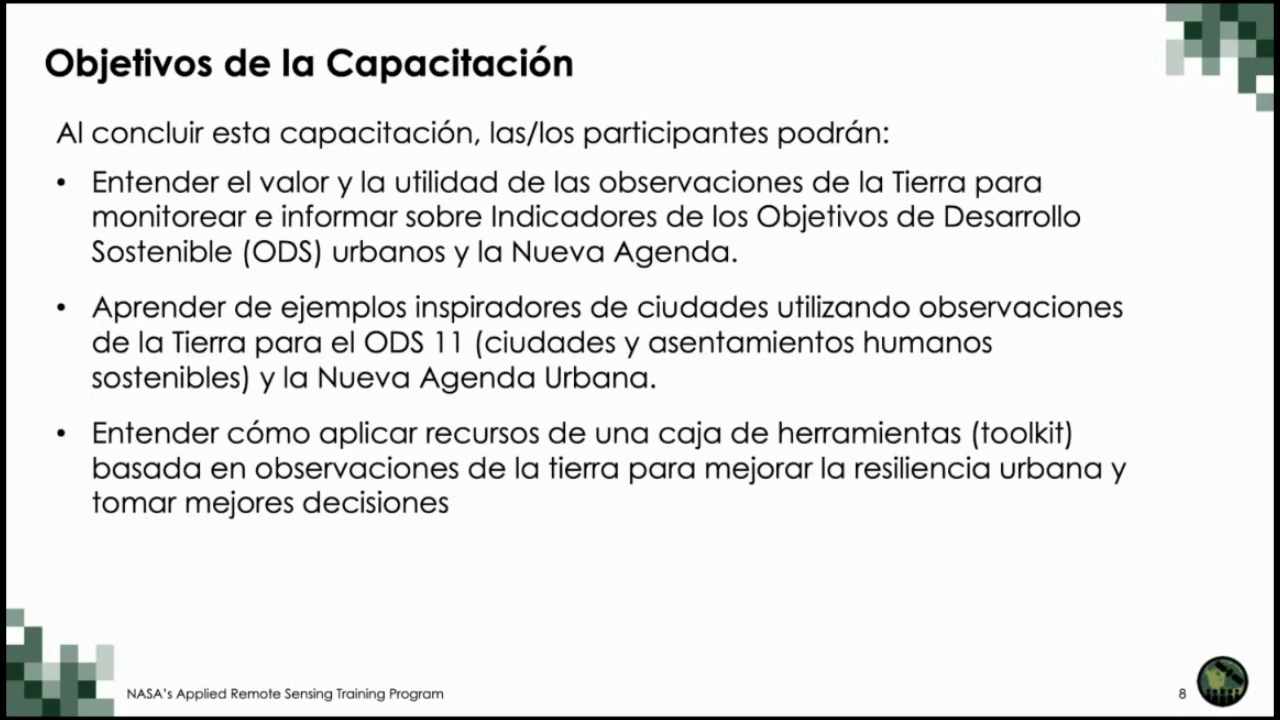 Objetivos de la Capacitación
Al concluir esta capacitación, las/los participantes podrán:
• Entender el valor y la utilidad de las observaciones de la Tierra para
monitorear e informar sobre Indicadores de los Objetivos de Desarrollo
Sostenible (ODS) urbanos y la Nueva Agenda.
• Aprender de ejemplos inspiradores de ciudades utilizando observaciones
de la Tierra para el ODS 11 (ciudades y asentamientos humanos
sostenibles) y la Nueva Agenda Urbana.
• Entender cómo aplicar recursos de una caja de herramientas (toolkit)
basada en observaciones de la tierra para mejorar la resiliencia urbana y
tomar mejores decisiones
NASA's Applied Remote Sensing Training Program
8